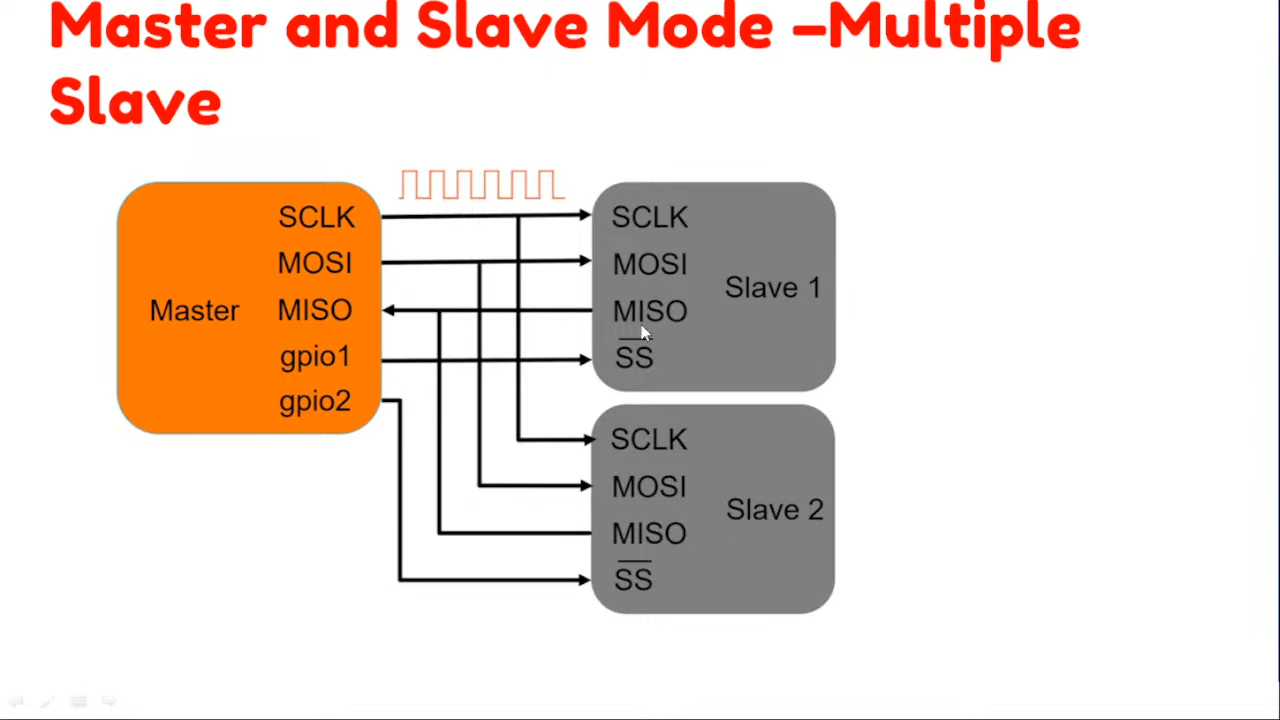 Master and Slave Mode –Multiple
Slave
SCLK
MOSI
Master MISO
gpio1
gpio2
SCLK
MOSI
Slave 1
MISO
SS
SCLK
MOSI
Slave 2
MISO
SS